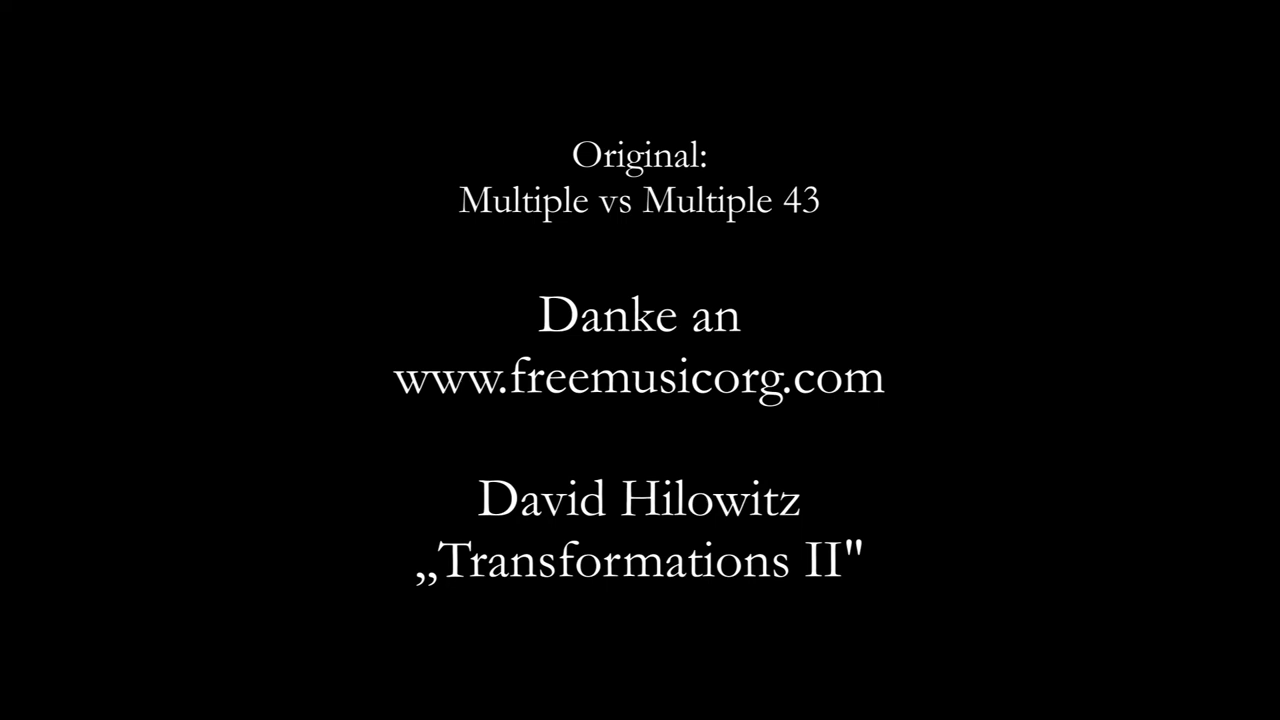 Original:
Multiple vs Multiple 43
Danke an
www.freemusicorg.com
David Hilowitz
„Transformations II"